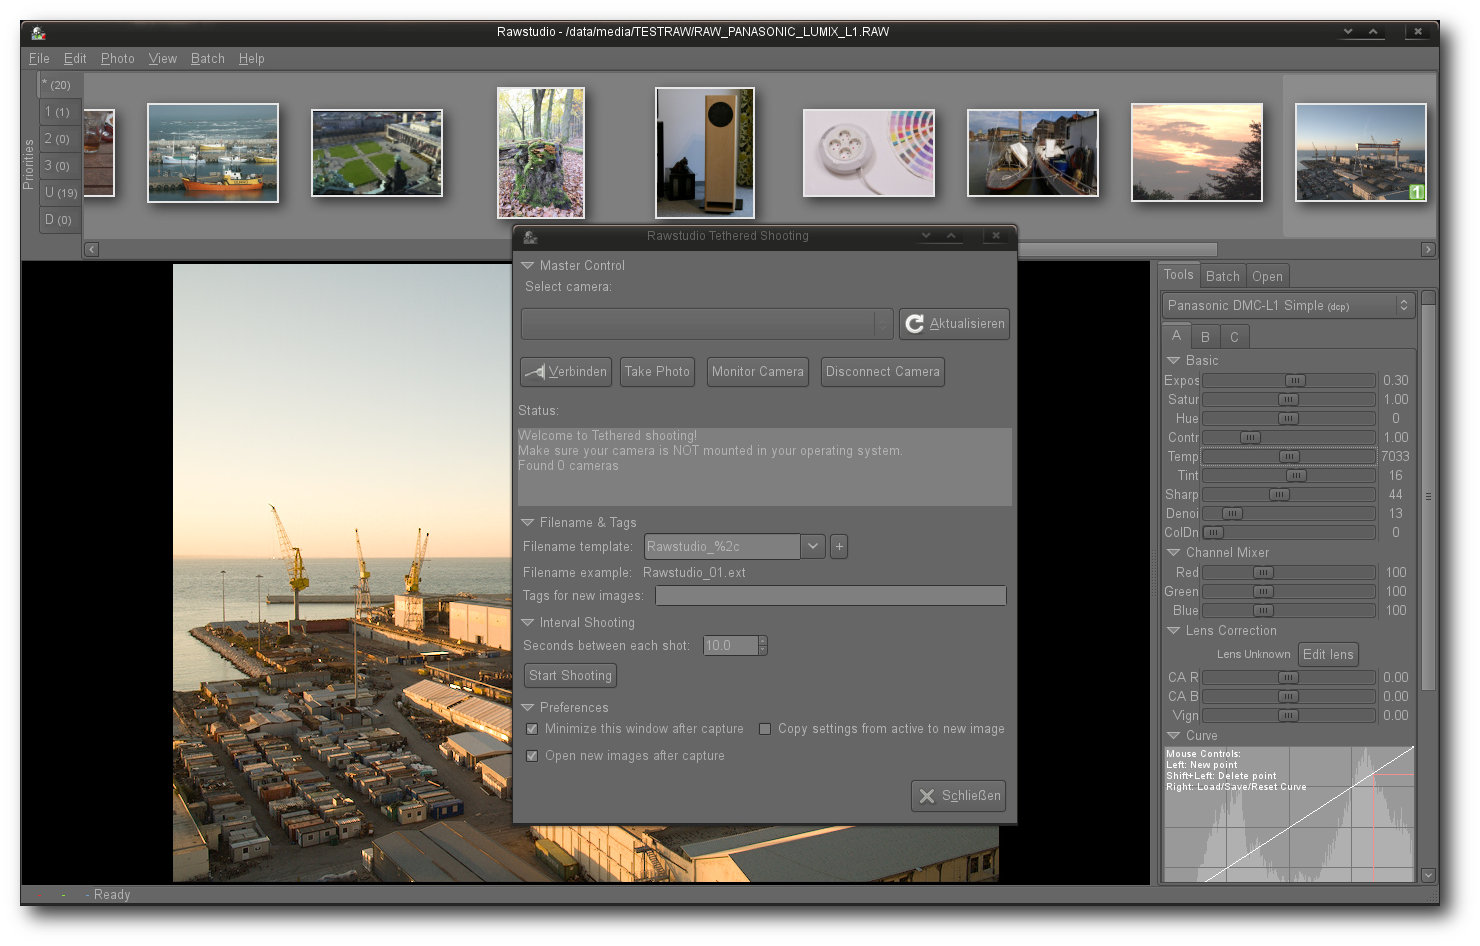 Rawstudio - /data/media/TESTRAW/RAW_PANASONIC_LUMIX_L1.RAW
File Edit Photo View Batch Help
Priorities
* (20)
1 (1)
2 (0)
3 (0)
U (19)
D (0)
1
Rawstudio Tethered Shooting
Master Control
Select camera:
Aktualisieren
Verbinden Take Photo Monitor Camera Disconnect Camera
Status:
Welcome to Tethered shooting!
Make sure your camera is NOT mounted in your operating system.
Found 0 cameras
Filename & Tags
Filename template: Rawstudio_%2c +
Filename example: Rawstudio_01.ext
Tags for new images:
Interval Shooting
Seconds between each shot: 10.0
Start Shooting
Preferences
Minimize this window after capture Copy settings from active to new image
Open new images after capture
Schließen
Tools Batch Open
Panasonic DMC-L1 Simple (dcp)
A B C
Basic
Expos 0.30
Satur 1.00
Hue 0
Contr 1.00
Temp 7033
Tint 16
Sharp 44
Denoi 13
ColDn 0
Channel Mixer
Red 100
Green 100
Blue 100
Lens Correction
Lens Unknown Edit lens
CA R 0.00
CA B 0.00
Vign 0.00
Curve
Mouse Controls:
Left: New point
Shift+Left: Delete point
Right: Load/Save/Reset Curve
- - Ready